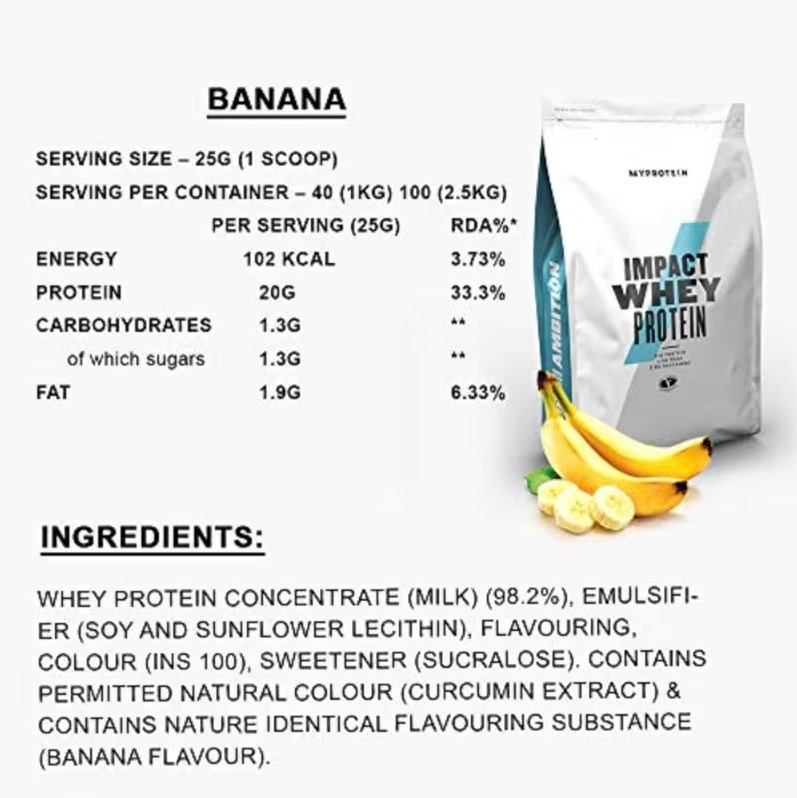 BANANA
SERVING SIZE – 25G (1 SCOOP)
SERVING PER CONTAINER – 40 (1KG) 100 (2.5KG)
PER SERVING (25G) RDA%*
ENERGY 102 KCAL 3.73%
PROTEIN 20G 33.3%
CARBOHYDRATES 1.3G **
of which sugars 1.3G **
FAT 1.9G 6.33%
MYPROTEIN
IMPACT
WHEY
PROTEIN
AMBITION
INGREDIENTS:
WHEY PROTEIN CONCENTRATE (MILK) (98.2%), EMULSIFI-
ER (SOY AND SUNFLOWER LECITHIN), FLAVOURING,
COLOUR (INS 100), SWEETENER (SUCRALOSE). CONTAINS
PERMITTED NATURAL COLOUR (CURCUMIN EXTRACT) &
CONTAINS NATURE IDENTICAL FLAVOURING SUBSTANCE
(BANANA FLAVOUR).